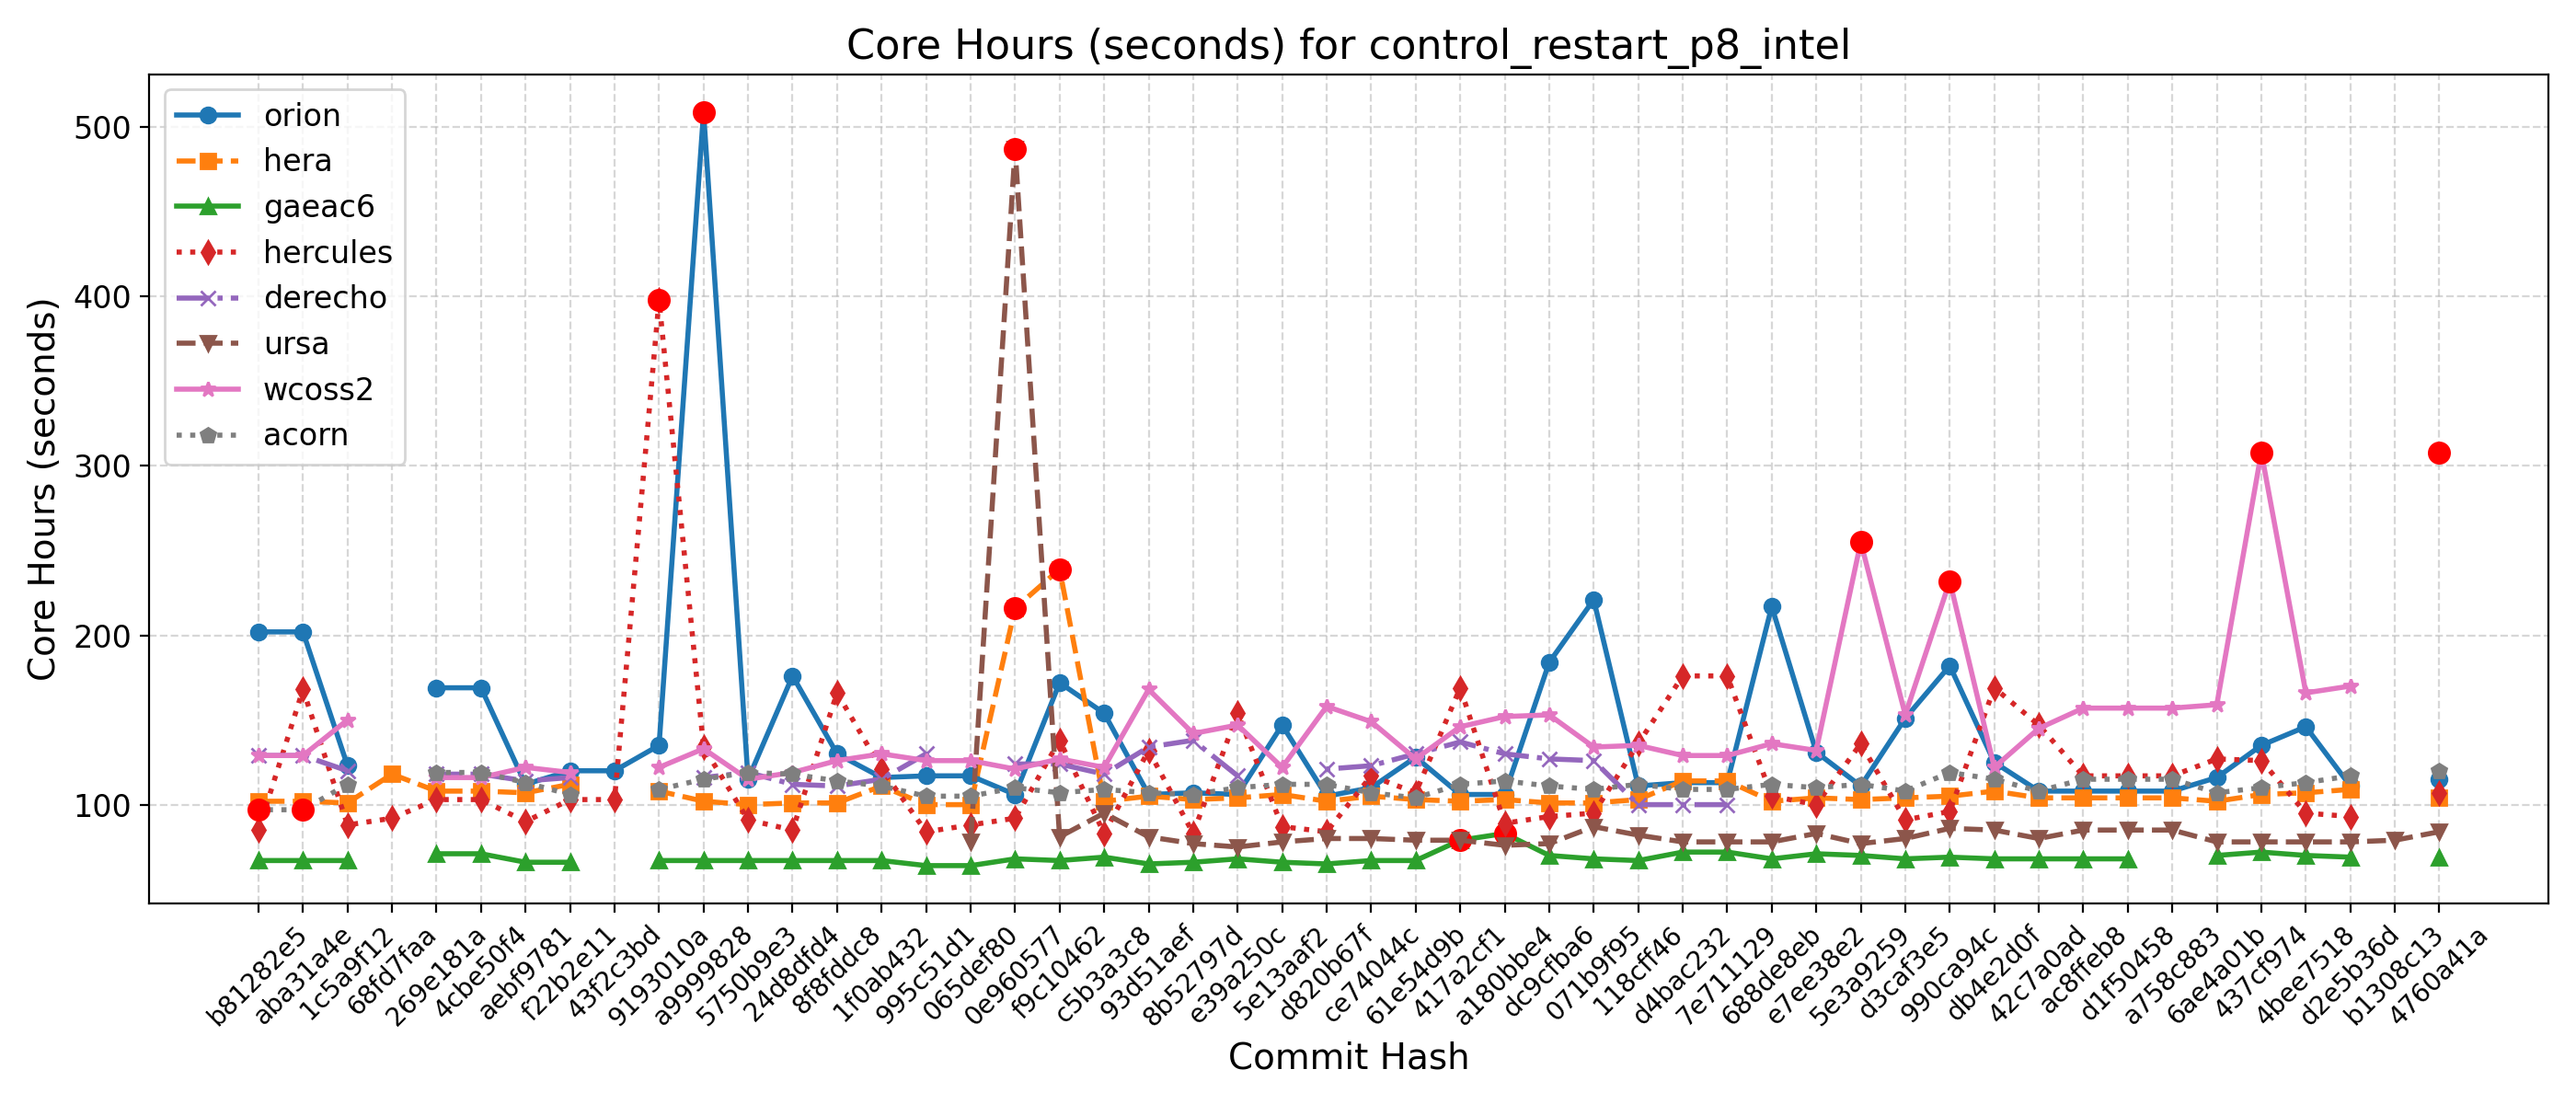 Core Hours (seconds) for control_restart_p8_intel
orion
hera
gaeac6
hercules
derecho
ursa
wcoss2
acorn
500
400
300
200
100
Core Hours (seconds)
b81282e5
aba31a4e
1c5a9f12
68fd7faa
269e181a
4cbe50f4
aebf9781
f22b2e11
43f2c3bd
9193010a
a9999828
5750b9e3
24d8dfd4
8f8fddc8
1f0ab432
995c51d1
065def80
0e960577
f9c10462
c5b3a3c8
93d51aef
8b52797d
e39a250c
5e13aaf2
d820b67f
ce74044c
61e54d9b
417a2cf1
a180bbe4
dc9cfba6
071b9f95
118cff46
d4bac232
7e711129
688de8eb
e7ee38e2
5e3a9259
d3caf3e5
990ca94c
db4e2d0f
42c7a0ad
ac8ffeb8
d1f50458
a758c883
6ae4a01b
437cf974
4bee7518
d2e5b36d
b1308c13
4760a41a
Commit Hash